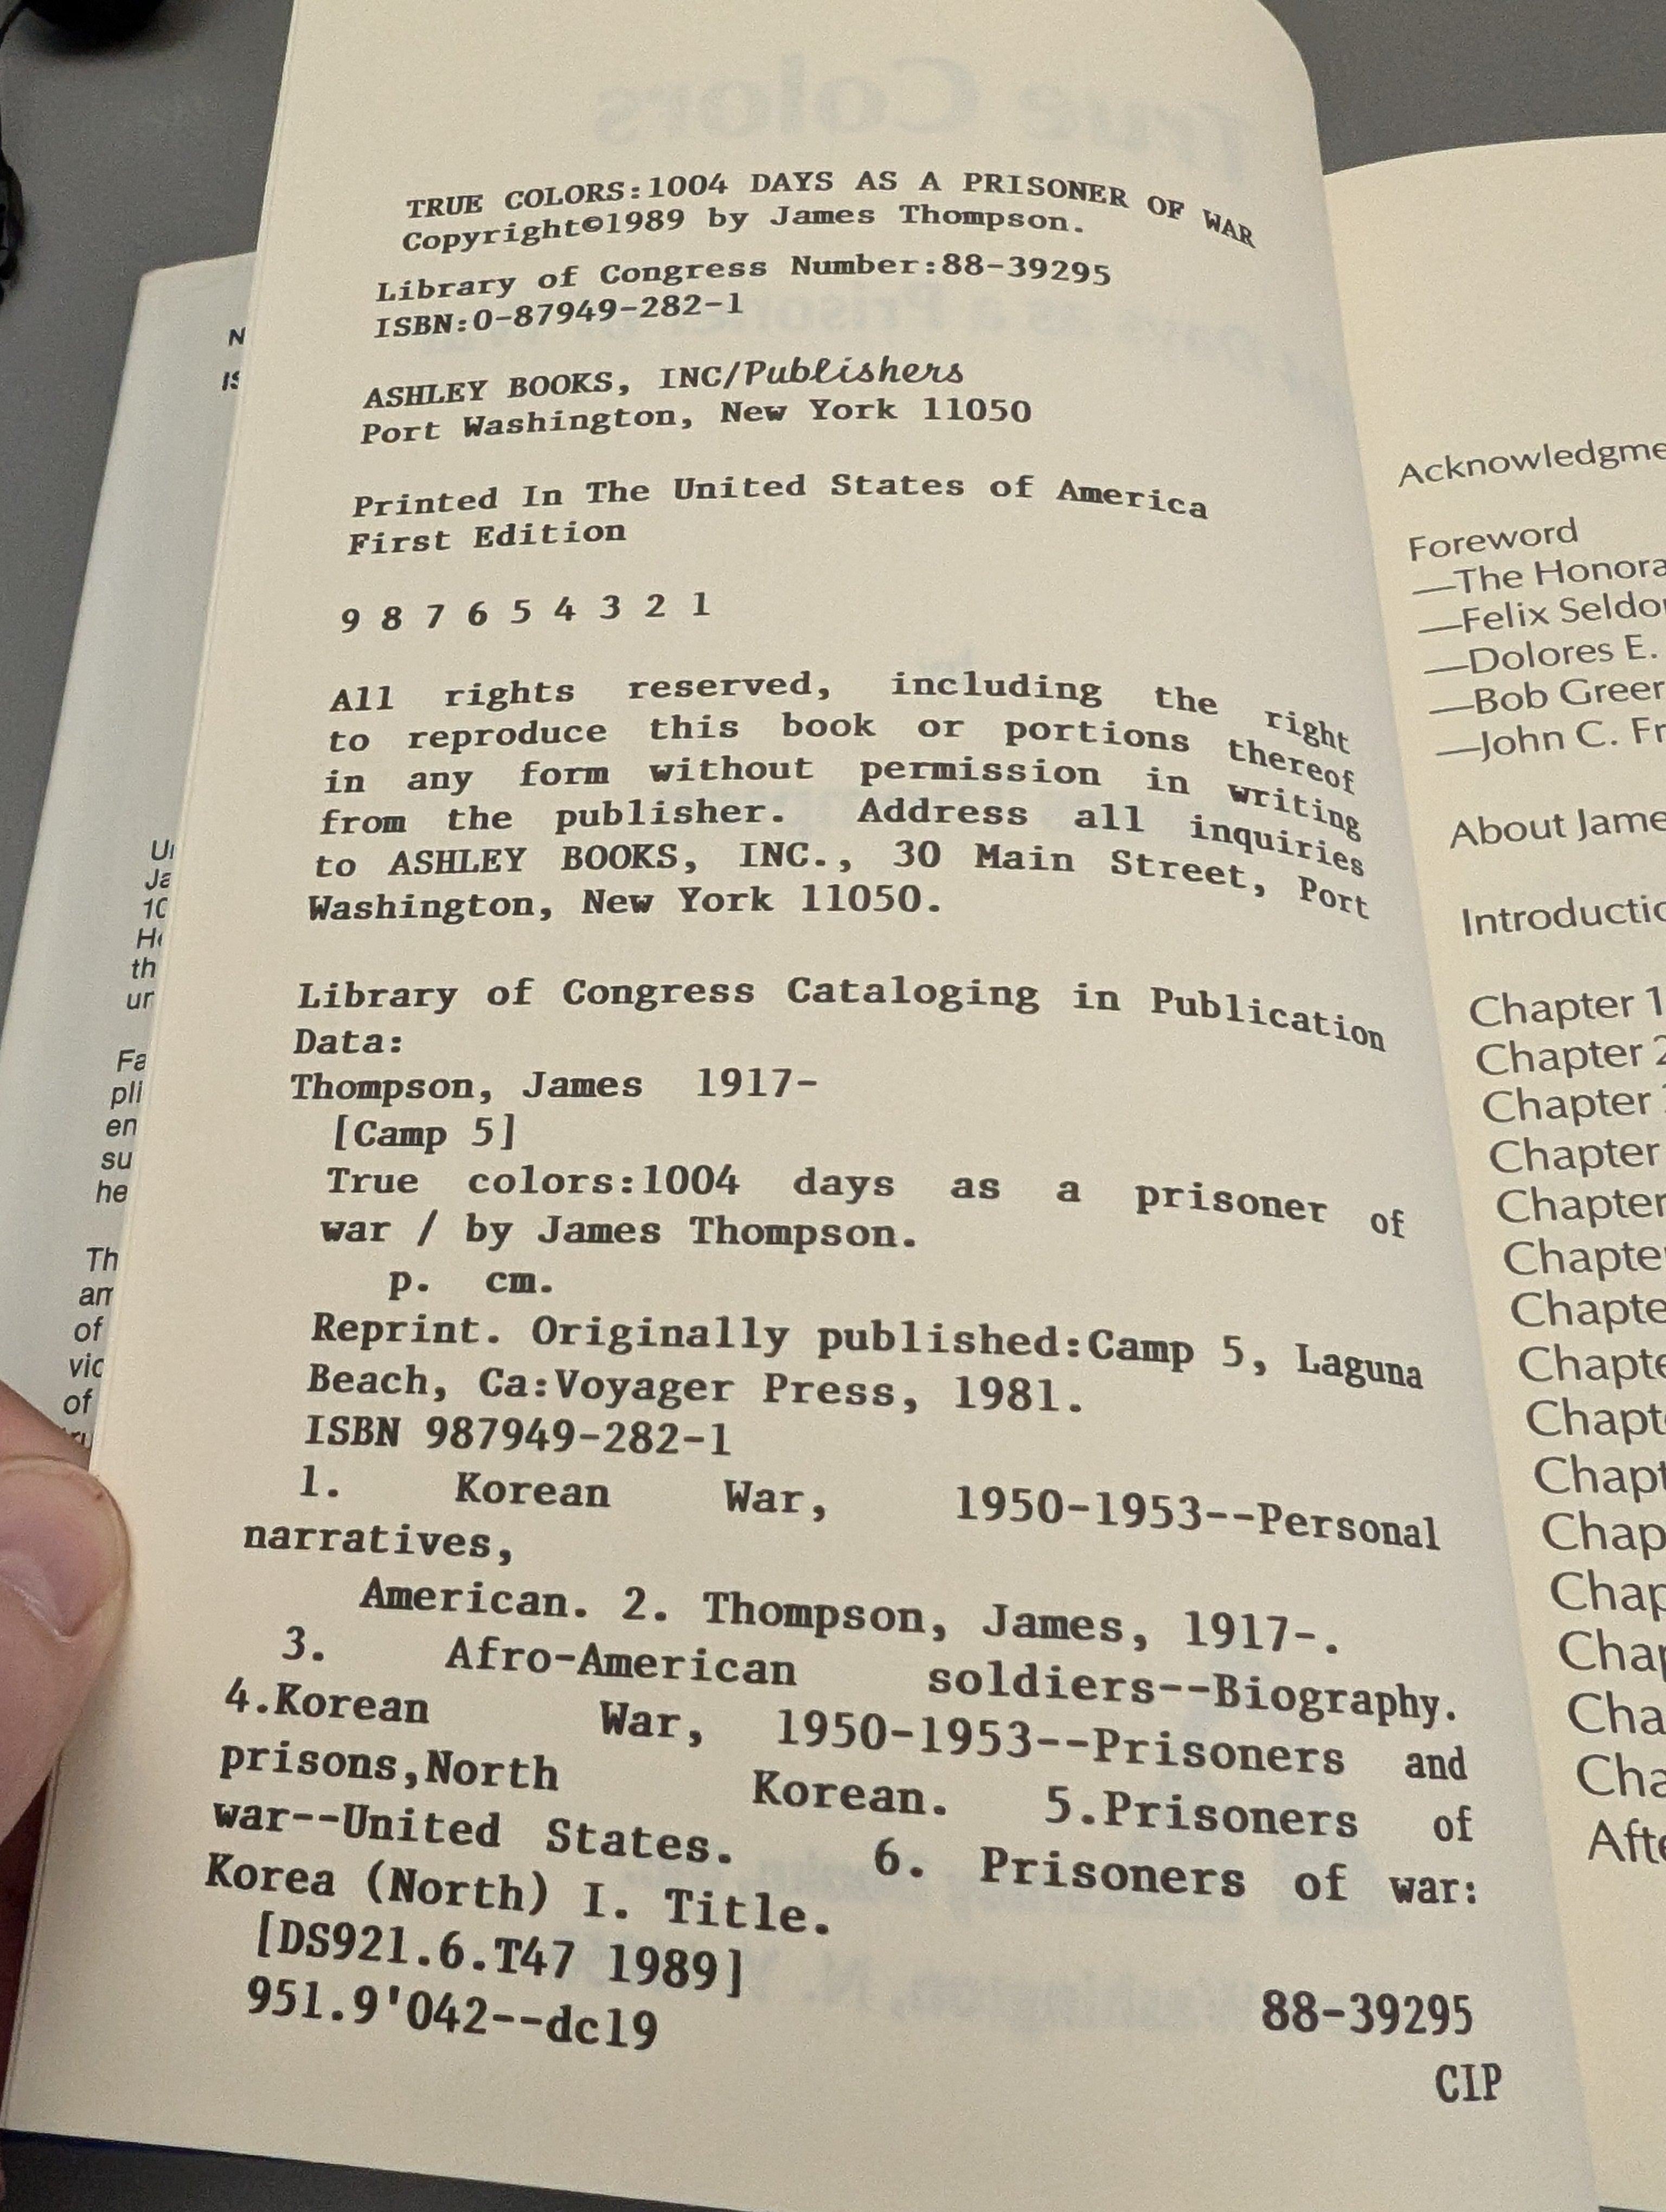 TRUE COLORS:1004 DAYS AS A PRISONER OF WAR
Copyright©1989 by James Thompson.
Library of Congress Number:88-39295
ISBN:0-87949-282-1
ASHLEY BOOKS, INC/Publishers
Port Washington, New York 11050
Printed In The United States of America
First Edition
9 8 7 6 5 4 3 2 1
All rights reserved, including the right
to reproduce this book or portions thereof
in any form without permission in writing
from the publisher. Address all inquiries
to ASHLEY BOOKS, INC., 30 Main Street, Port
Washington, New York 11050.
Library of Congress Cataloging in Publication
Data:
Thompson, James 1917-
[Camp 5]
True colors:1004 days as a prisoner of
war / by James Thompson.
p. cm.
Reprint. Originally published:Camp 5, Laguna
Beach, Ca:Voyager Press, 1981.
ISBN 987949-282-1
1. Korean War, 1950-1953--Personal
narratives,
American. 2. Thompson, James, 1917-.
3. Afro-American soldiers--Biography.
4.Korean War, 1950-1953--Prisoners and
prisons,North Korean. 5.Prisoners of
war--United States. 6. Prisoners of war:
Korea (North) I. Title.
[DS921.6.T47 1989]
951.9'042--dc19 88-39295
CIP
Foreword
—The
—Felix
—Dolores E.
—Bob
—John C.
About
Chapter 1
Chapter 2
Chapter
Chapter
Chapter